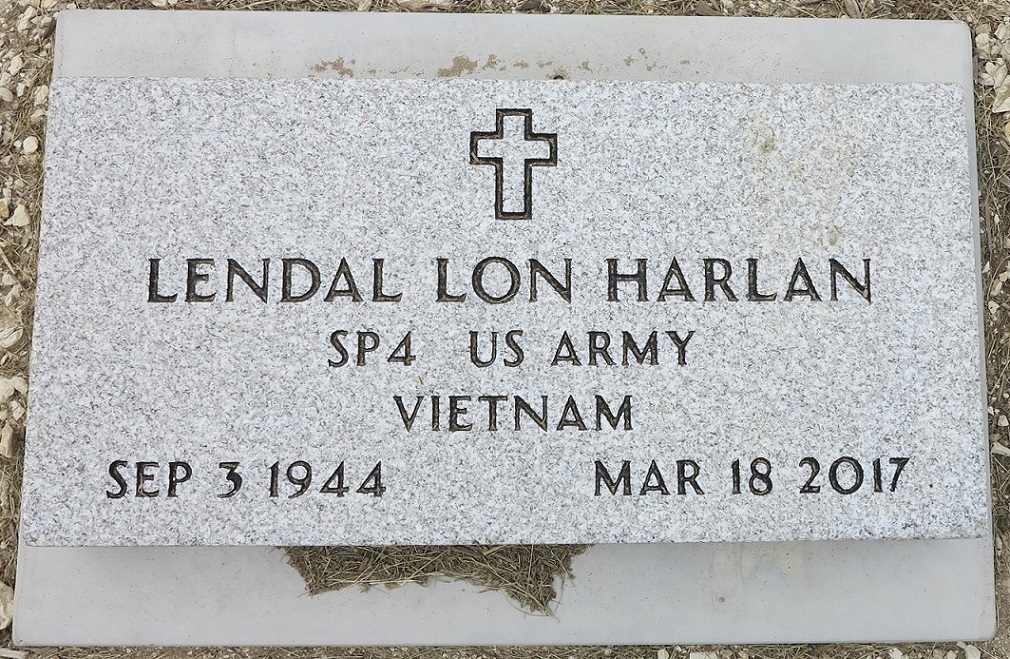 LENDAL LON HARLAN
SP4 US ARMY
VIETNAM
SEP 3 1944 MAR 18 2017